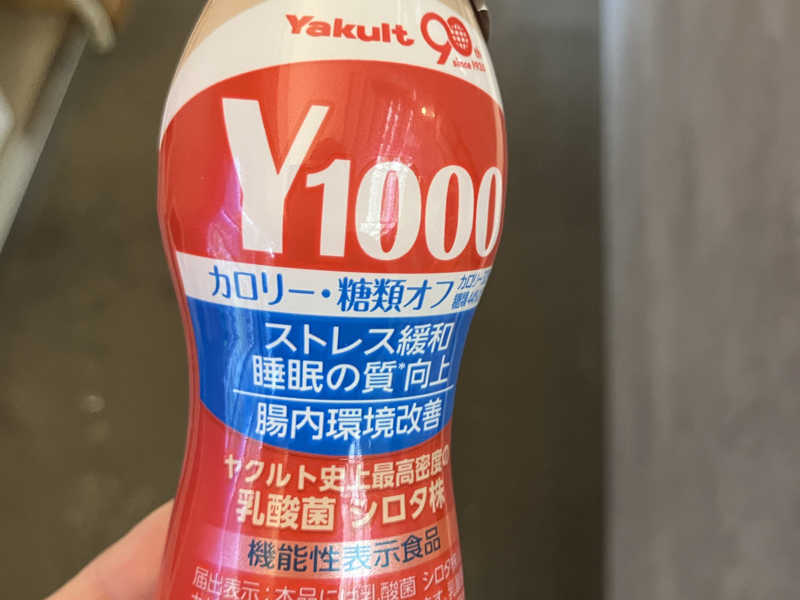 Yakult 90th
since 1935
Y1000
カロリー・糖類オフ
ストレス緩和
睡眠の質*向上
腸内環境改善
ヤクルト史上最高密度の
乳酸菌 シロタ株
機能性表示食品
届出表示：本品には乳酸菌 シロタ株